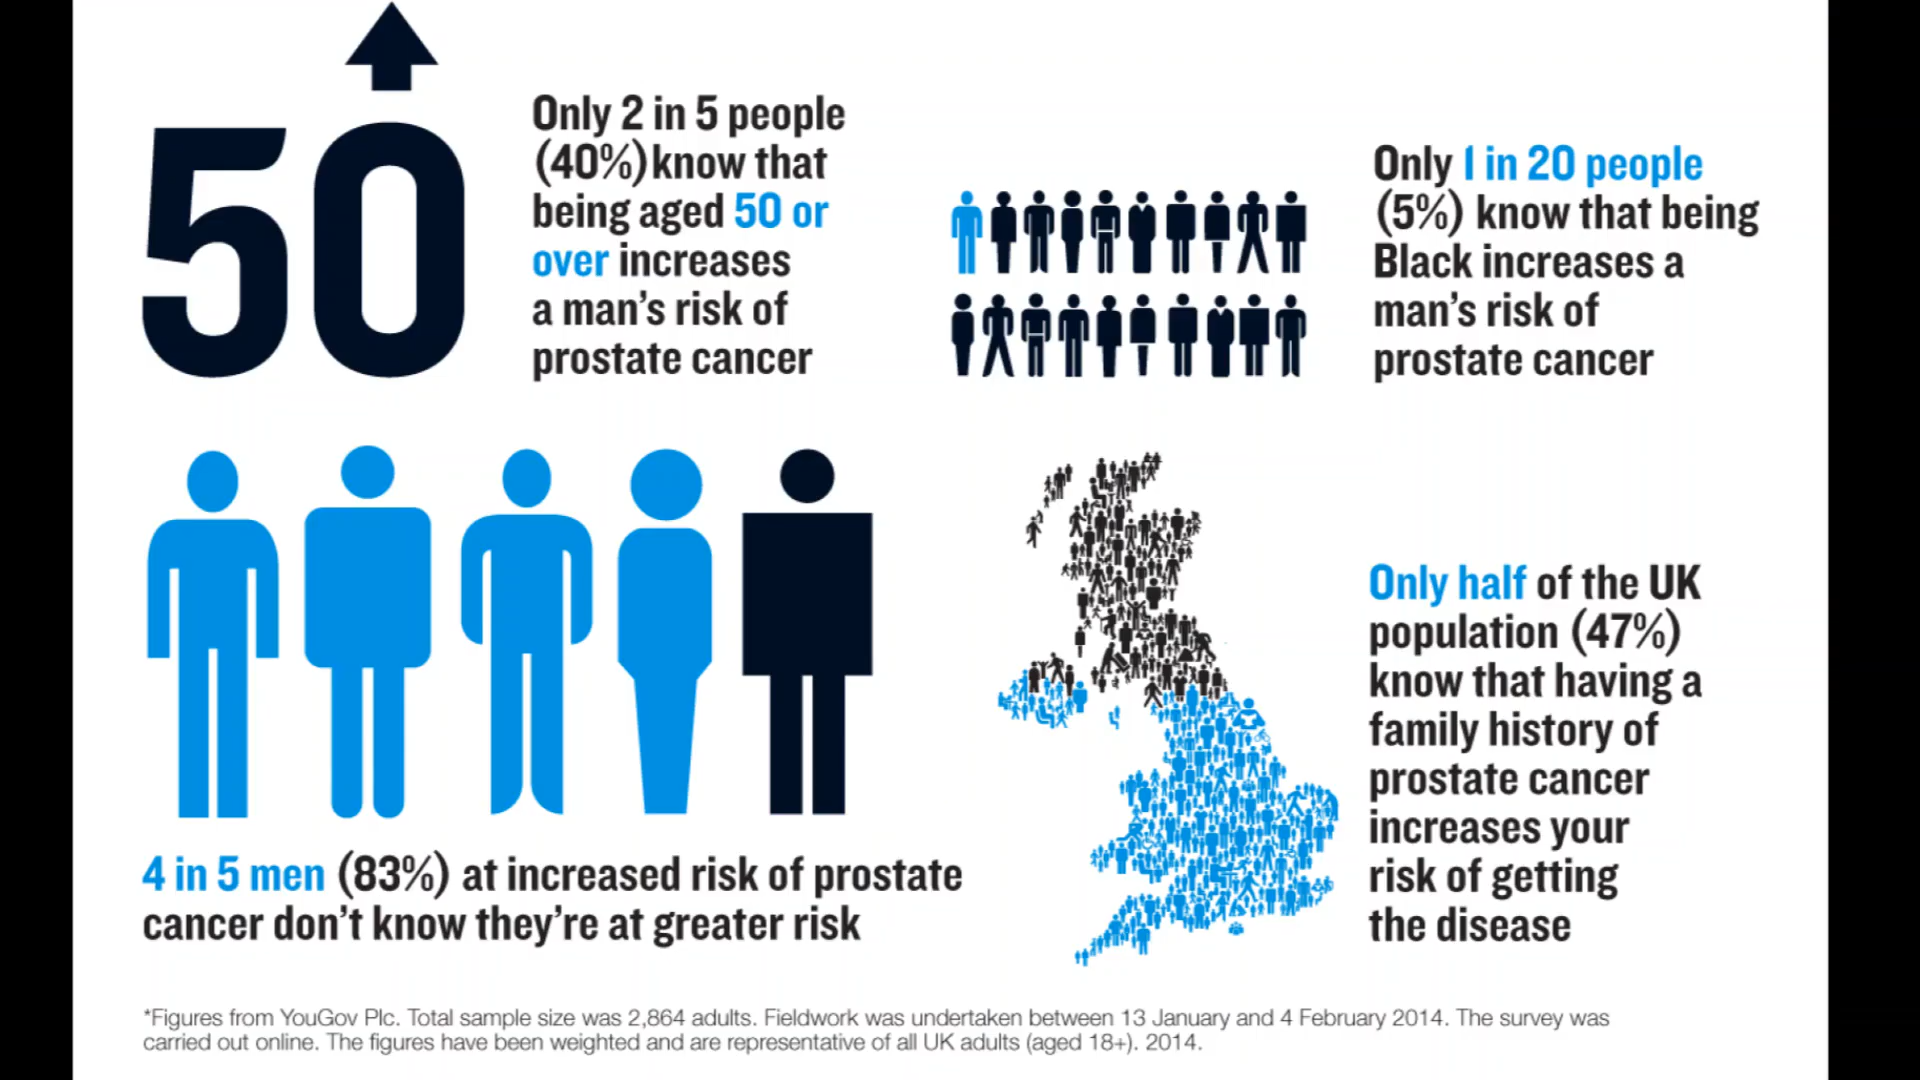 50
Only 2 in 5 people
(40%) know that
being aged 50 or
over increases
a man's risk of
prostate cancer
Only 1 in 20 people
(5%) know that being
Black increases a
man's risk of
prostate cancer
4 in 5 men (83%) at increased risk of prostate
cancer don't know they're at greater risk
Only half of the UK
population (47%)
know that having a
family history of
prostate cancer
increases your
risk of getting
the disease
*Figures from YouGov Plc. Total sample size was 2,864 adults. Fieldwork was undertaken between 13 January and 4 February 2014. The survey was
carried out online. The figures have been weighted and are representative of all UK adults (aged 18+). 2014.